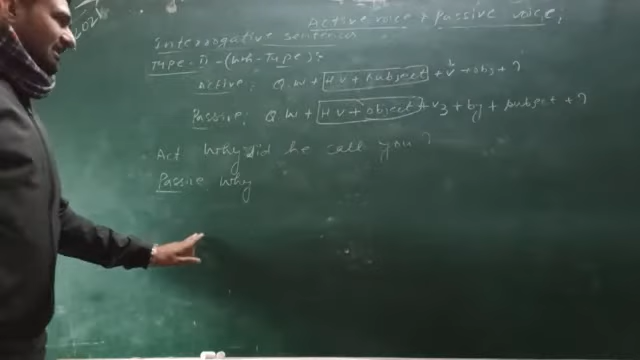 2021
Active voice & passive voice;
Interrogative sentences
Type-II - (Wh-Type):-
Active: Q.W + H V + subject + V + obj + ?
Passive: Q.W + H V + object + V3 + by + subject + ?
Act Why did he call you?
Passive Why